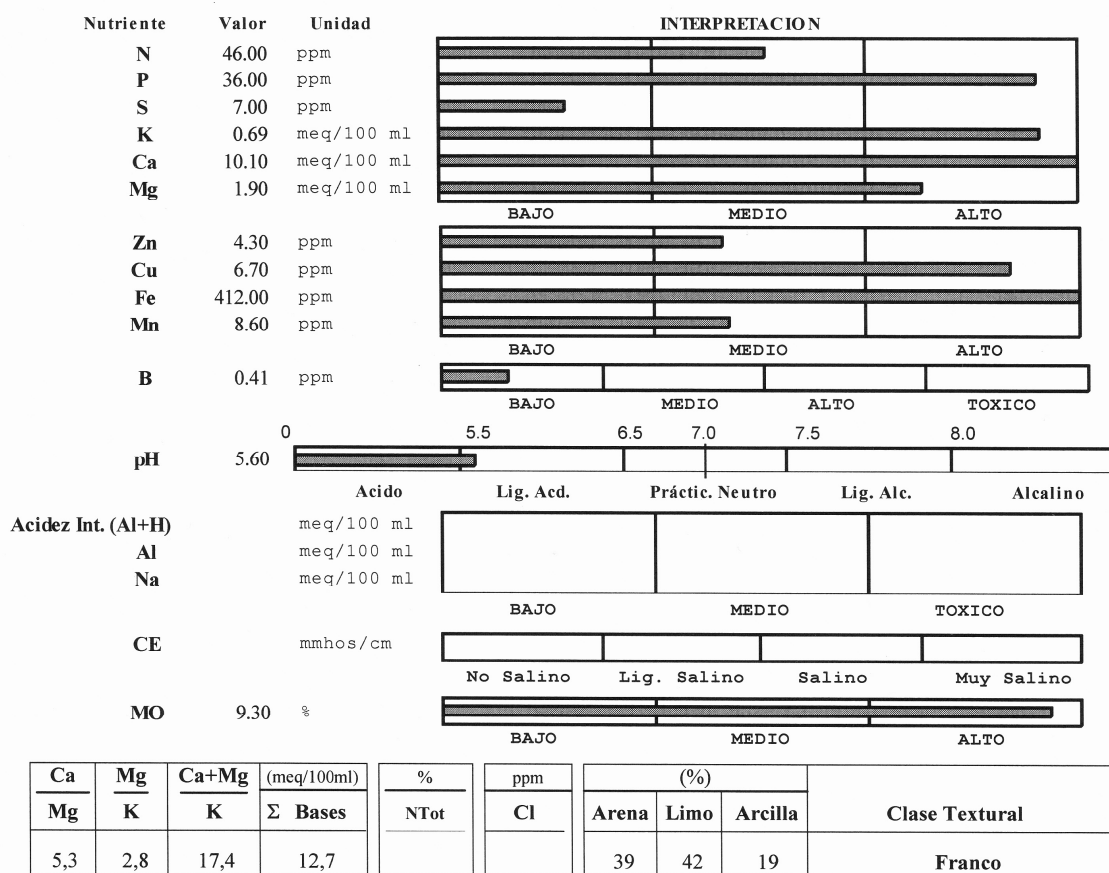 Nutriente Valor Unidad INTERPRETACION
N 46.00 ppm
P 36.00 ppm
S 7.00 ppm
K 0.69 meq/100 ml
Ca 10.10 meq/100 ml
Mg 1.90 meq/100 ml
BAJO MEDIO ALTO
Zn 4.30 ppm
Cu 6.70 ppm
Fe 412.00 ppm
Mn 8.60 ppm
BAJO MEDIO ALTO
B 0.41 ppm
BAJO MEDIO ALTO TOXICO
0 5.5 6.5 7.0 7.5 8.0
pH 5.60
Acido Lig. Acd. Práctic. Neutro Lig. Alc. Alcalino
Acidez Int. (Al+H) meq/100 ml
Al meq/100 ml
Na meq/100 ml
BAJO MEDIO TOXICO
CE mmhos/cm
No Salino Lig. Salino Salino Muy Salino
MO 9.30 %
BAJO MEDIO ALTO
Ca Mg Ca+Mg (meq/100ml) % ppm (%)
Mg K K Σ Bases NTot Cl Arena Limo Arcilla Clase Textural
5,3 2,8 17,4 12,7 39 42 19 Franco